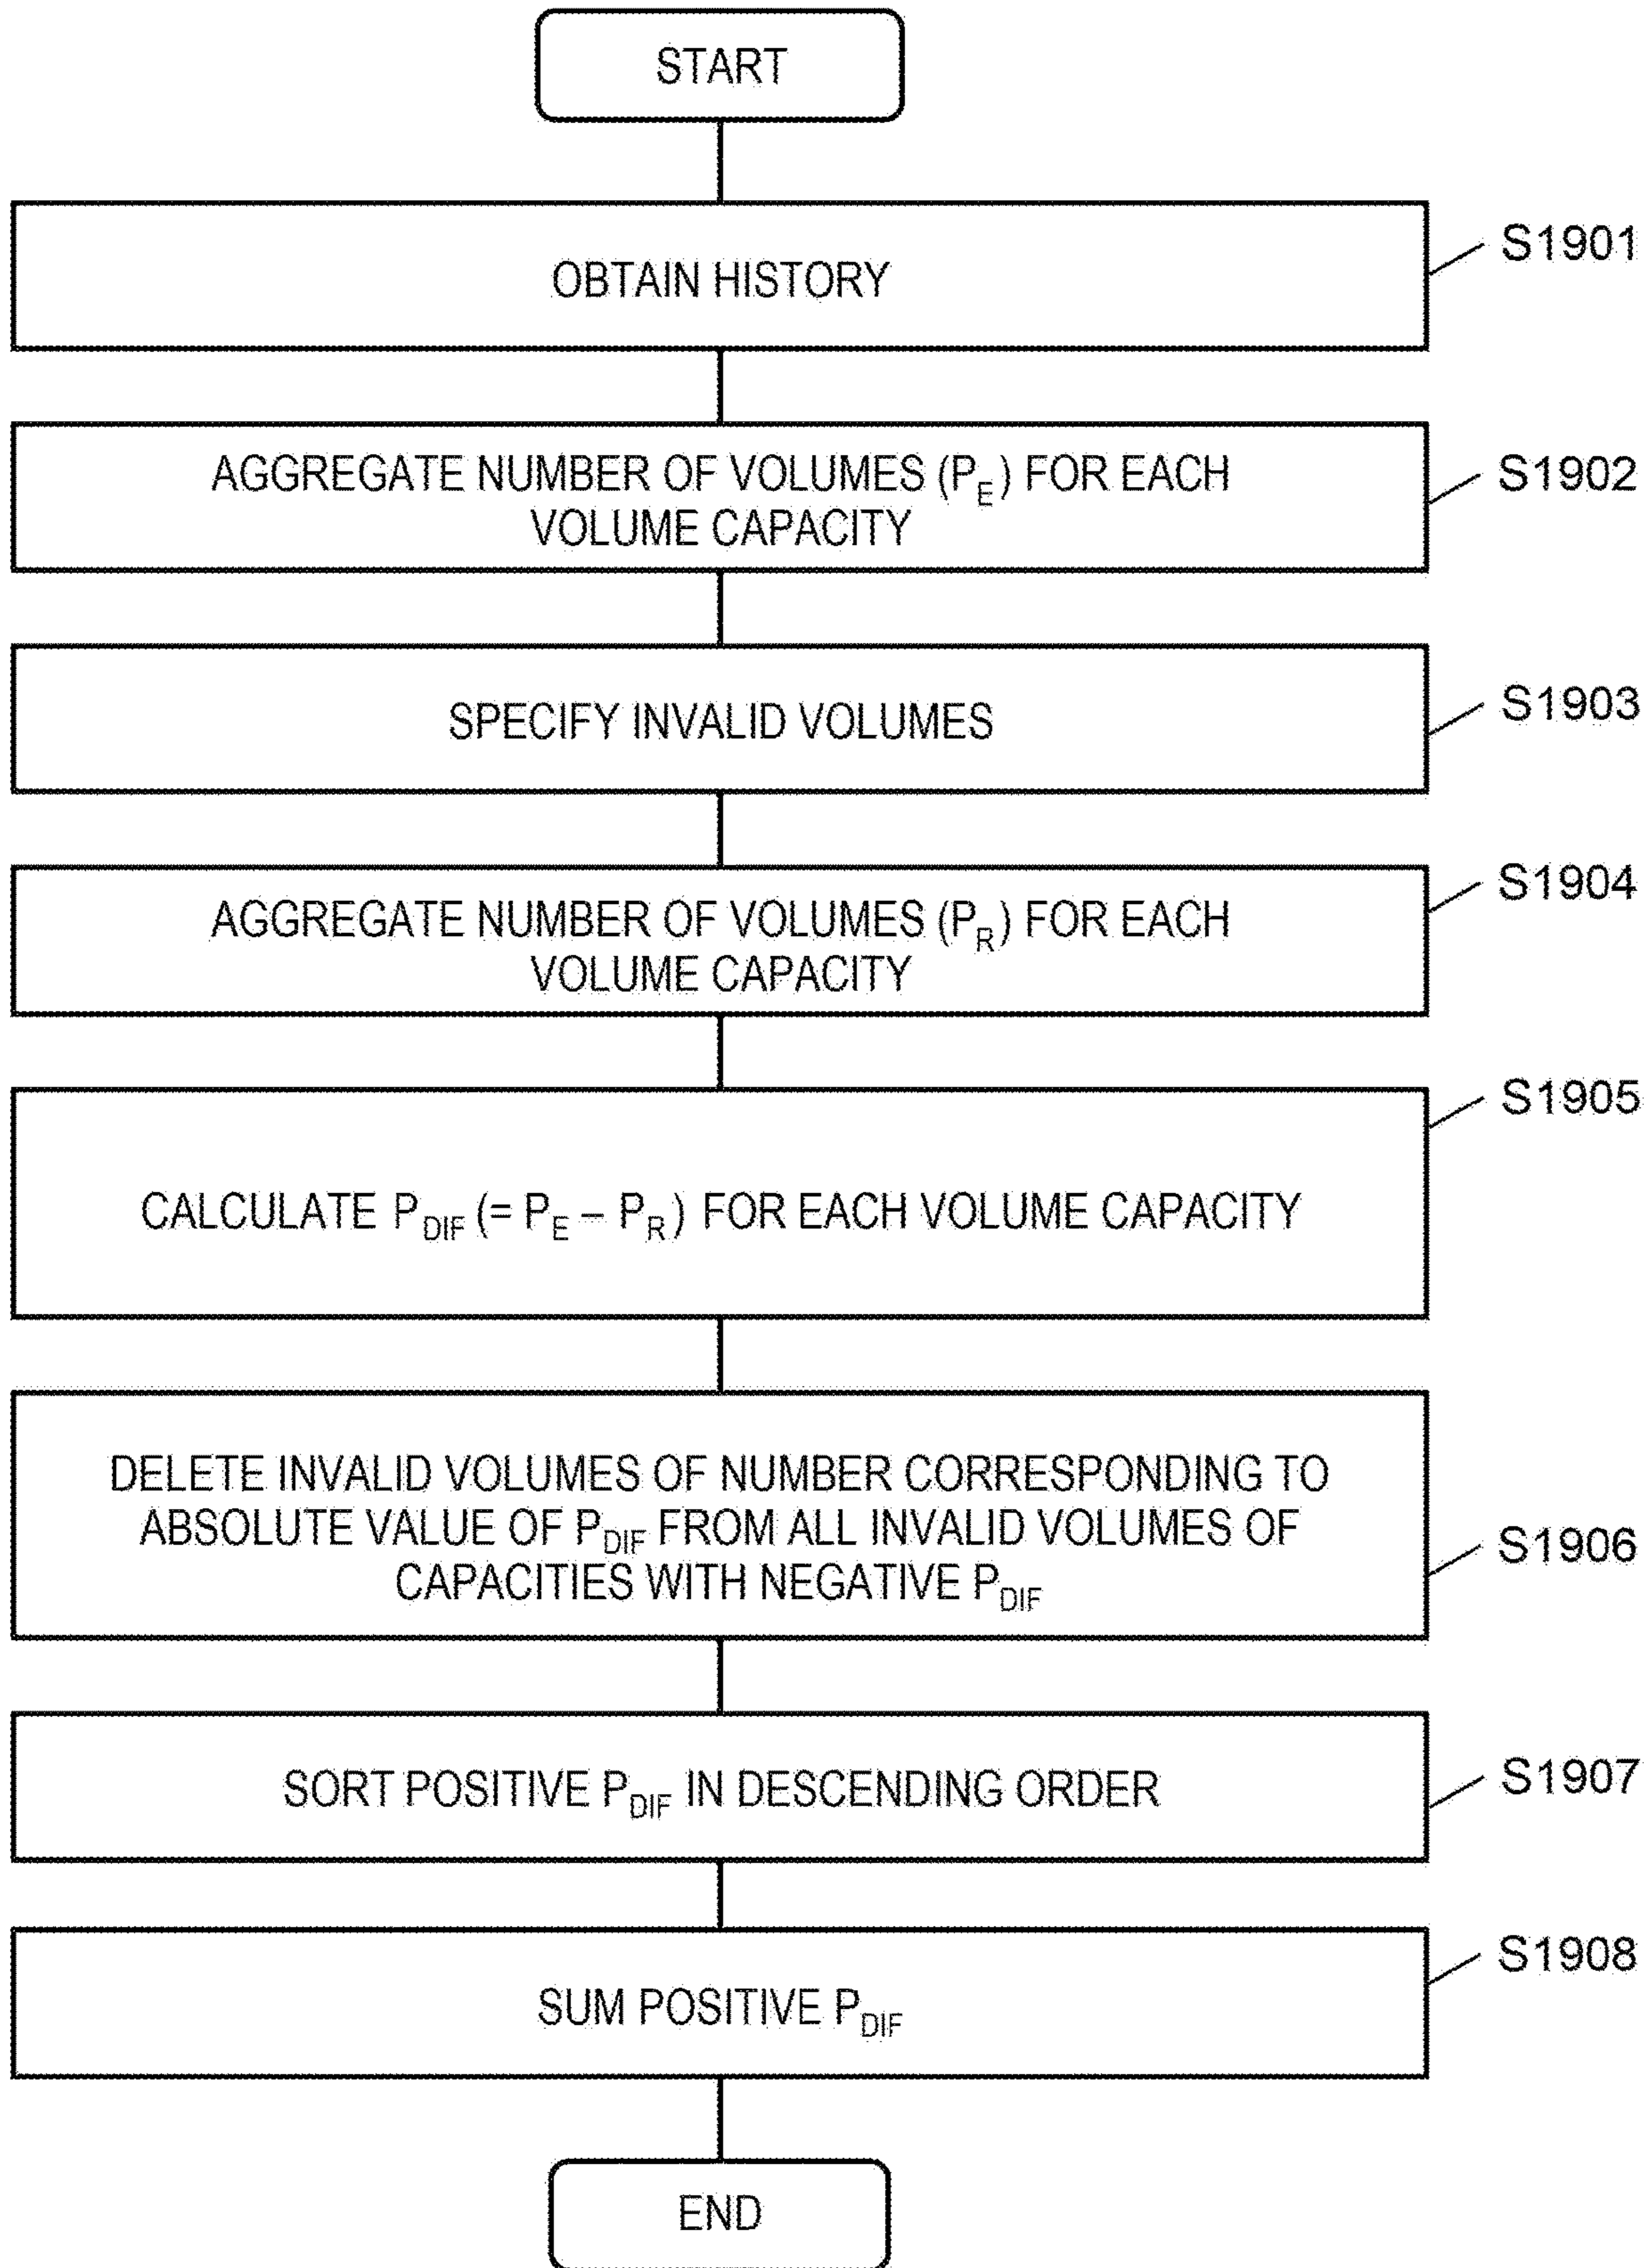 START
OBTAIN HISTORY
S1901
AGGREGATE NUMBER OF VOLUMES (PE) FOR EACH
VOLUME CAPACITY
S1902
SPECIFY INVALID VOLUMES
S1903
AGGREGATE NUMBER OF VOLUMES (PR) FOR EACH
VOLUME CAPACITY
S1904
CALCULATE PDIF (= PE – PR) FOR EACH VOLUME CAPACITY
S1905
DELETE INVALID VOLUMES OF NUMBER CORRESPONDING TO
ABSOLUTE VALUE OF PDIF FROM ALL INVALID VOLUMES OF
CAPACITIES WITH NEGATIVE PDIF
S1906
SORT POSITIVE PDIF IN DESCENDING ORDER
S1907
SUM POSITIVE PDIF
S1908
END